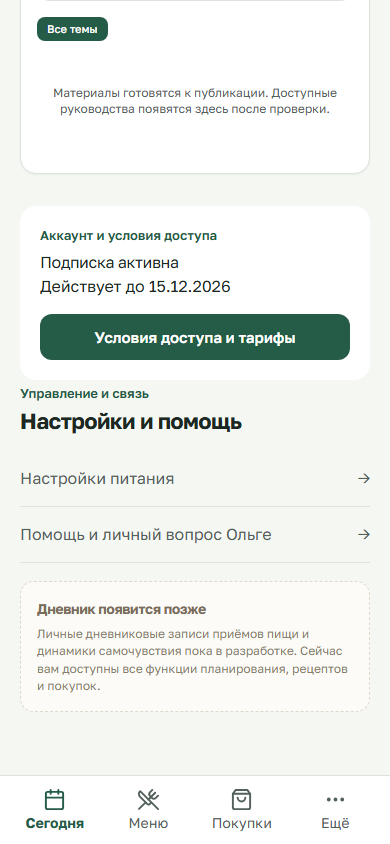 Все темы
Материалы готовятся к публикации. Доступные
руководства появятся здесь после проверки.
Аккаунт и условия доступа
Подписка активна
Действует до 15.12.2026
Условия доступа и тарифы
Управление и связь
Настройки и помощь
Настройки питания →
Помощь и личный вопрос Ольге →
Дневник появится позже
Личные дневниковые записи приёмов пищи и
динамики самочувствия пока в разработке. Сейчас
вам доступны все функции планирования, рецептов
и покупок.
Сегодня Меню Покупки Ещё